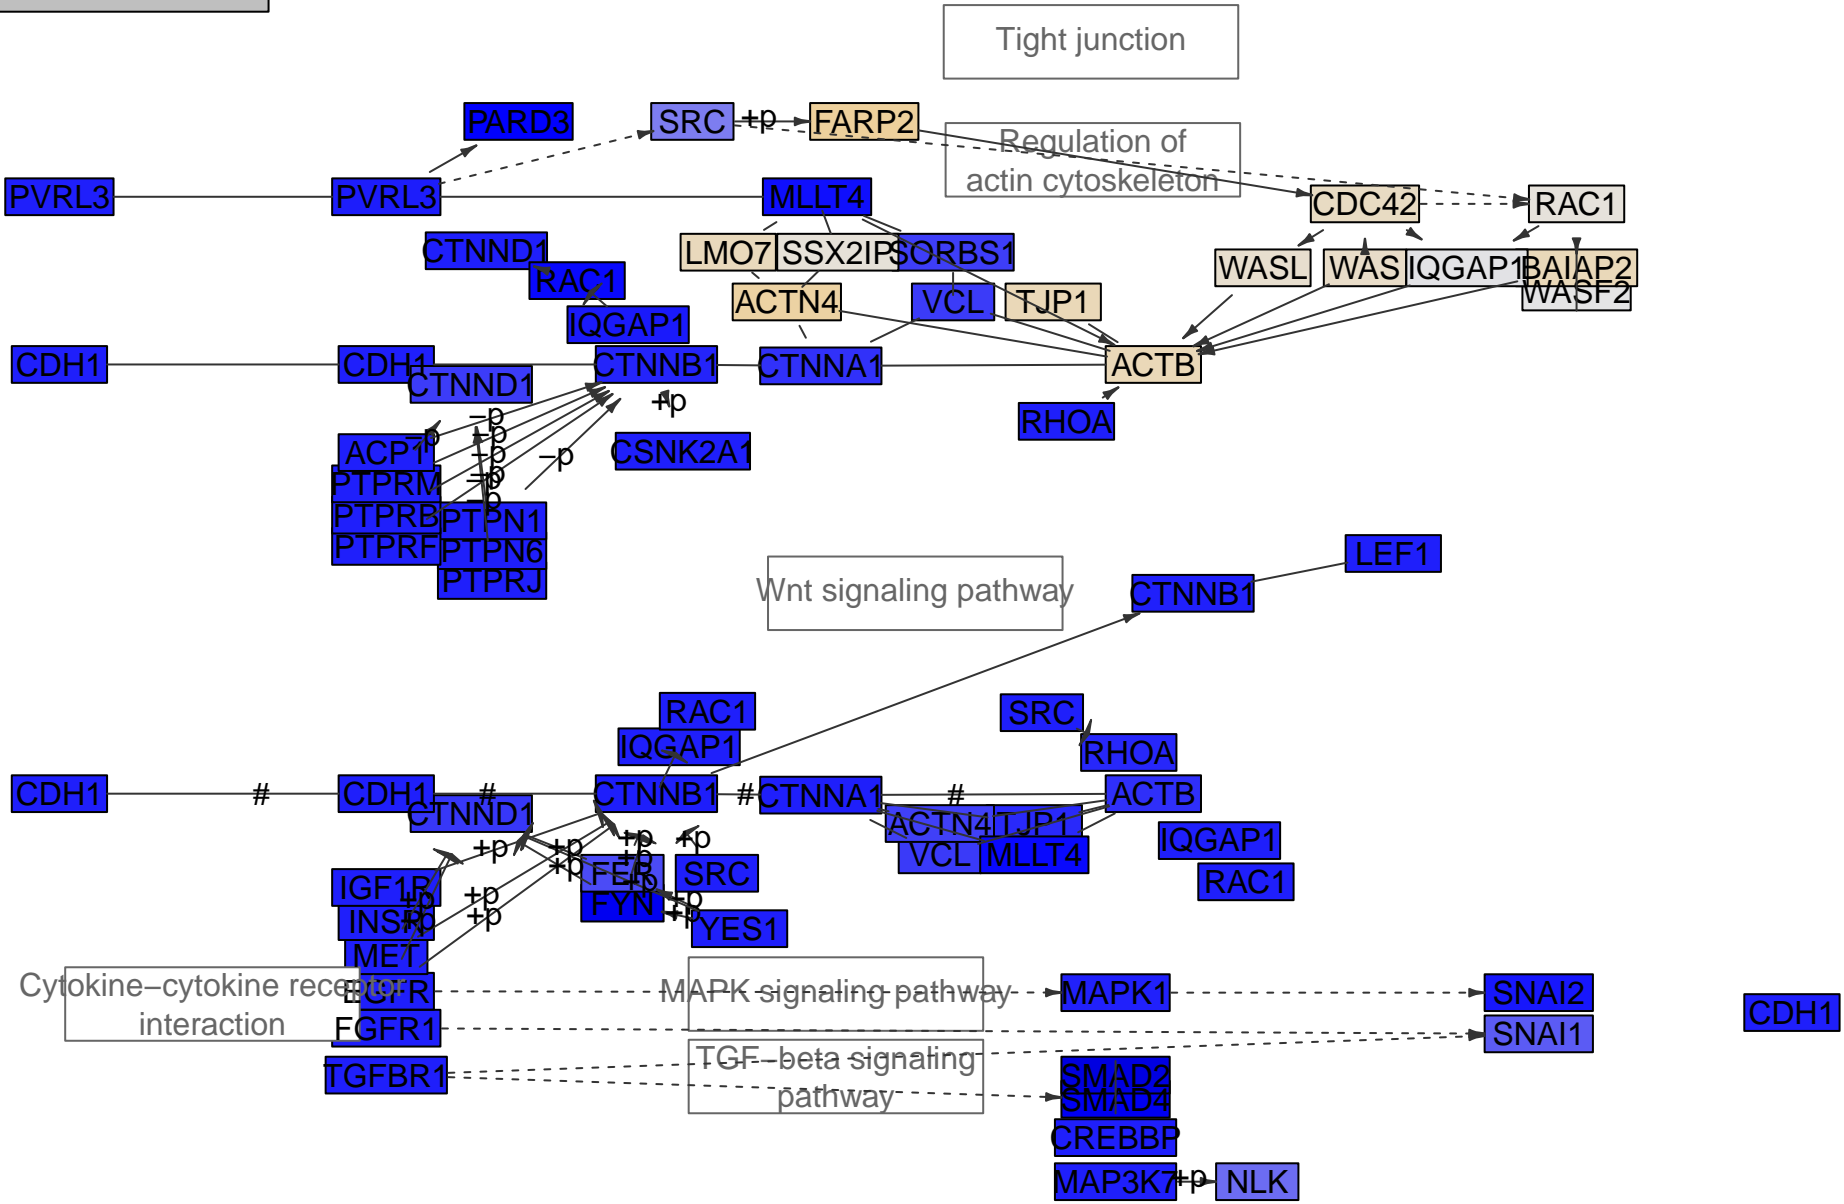 Tight junction
PARD3
SRC
+p
FARP2
Regulation of
actin cytoskeleton
PVRL3
PVRL3
MLLT4
CDC42
RAC1
CTNND1
RAC1
LMO7
SSX2IP
SORBS1
WASL
WAS
IQGAP1
BAIAP2
WASF2
ACTN4
VCL
TJP1
IQGAP1
CDH1
CDH1
CTNND1
CTNNB1
CTNNA1
ACTB
+p
RHOA
−p
−p
−p
−p
−p
−p
−p
−p
ACP1
CSNK2A1
PTPRM
PTPRB
PTPN1
PTPRF
PTPN6
PTPRJ
LEF1
Wnt signaling pathway
CTNNB1
RAC1
SRC
IQGAP1
RHOA
CDH1
#
CDH1
#
CTNNB1
#
CTNNA1
#
ACTB
CTNND1
ACTN4
TJP1
+p
+p
+p
+p
IQGAP1
VCL
MLLT4
+p
+p
FER
SRC
RAC1
IGF1R
+p
+p
+p
+p
FYN
INSR
+p
+p
+p
YES1
MET
Cytokine−cytokine receptor
interaction
EGFR
MAPK signaling pathway
MAPK1
SNAI2
CDH1
FGFR1
SNAI1
TGF−beta signaling
pathway
TGFBR1
SMAD2
SMAD4
CREBBP
MAP3K7
+p
NLK